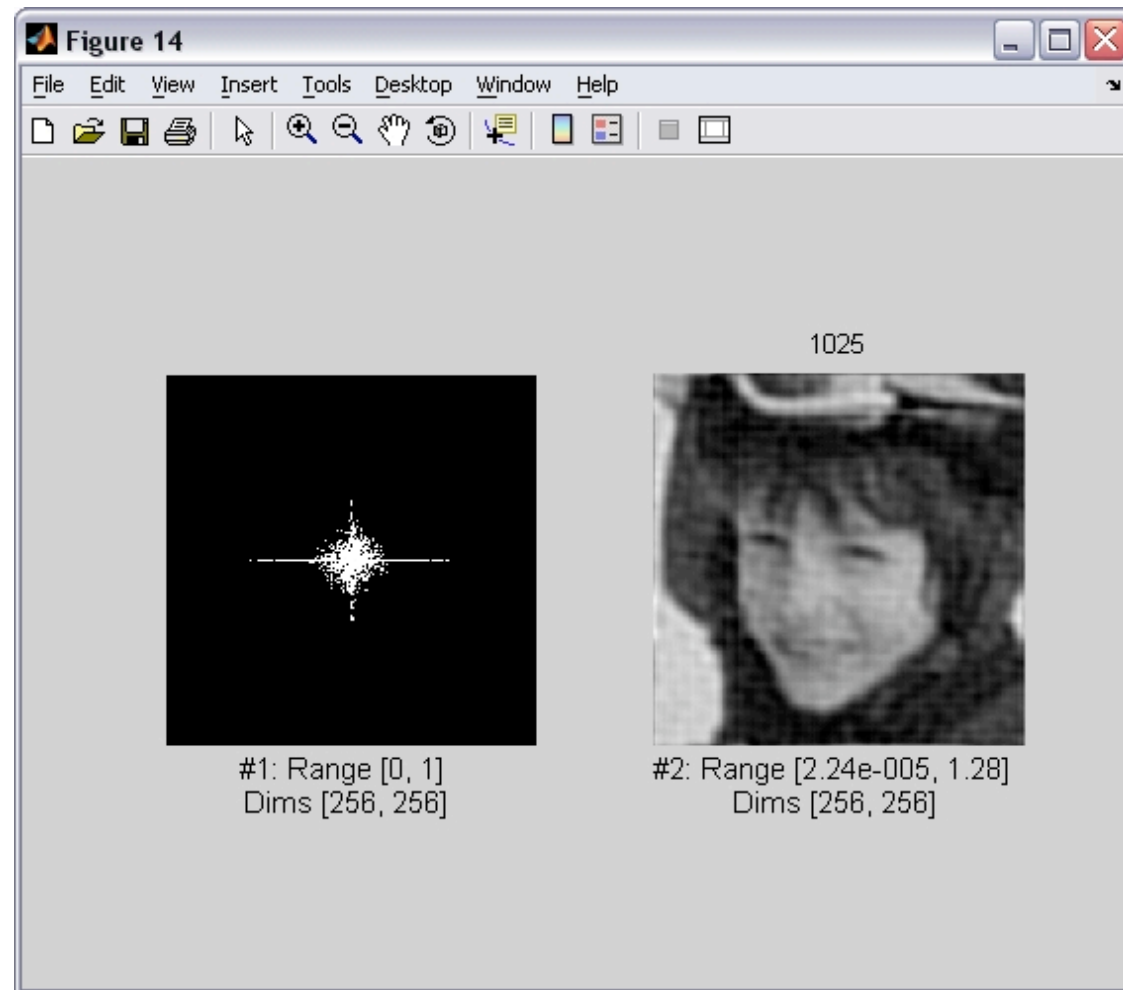 Figure 14
File Edit View Insert Tools Desktop Window Help
1025
#1: Range [0, 1]
Dims [256, 256]
#2: Range [2.24e-005, 1.28]
Dims [256, 256]